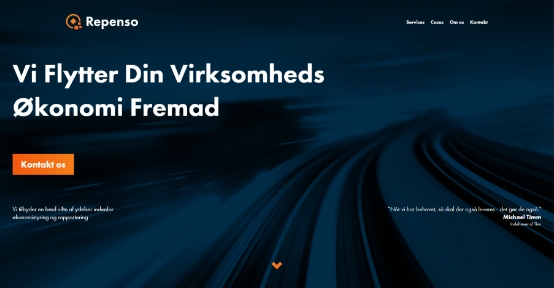 Repenso
Services Cases Om os Kontakt
Vi Flytter Din Virksomheds
Økonomi Fremad
Kontakt os
Vi tilbyder en bred vifte af ydelser indenfor
økonomistyring og rapportering
"Når vi har behovet, så skal der også leveres - det gør de også."
Michael Timm